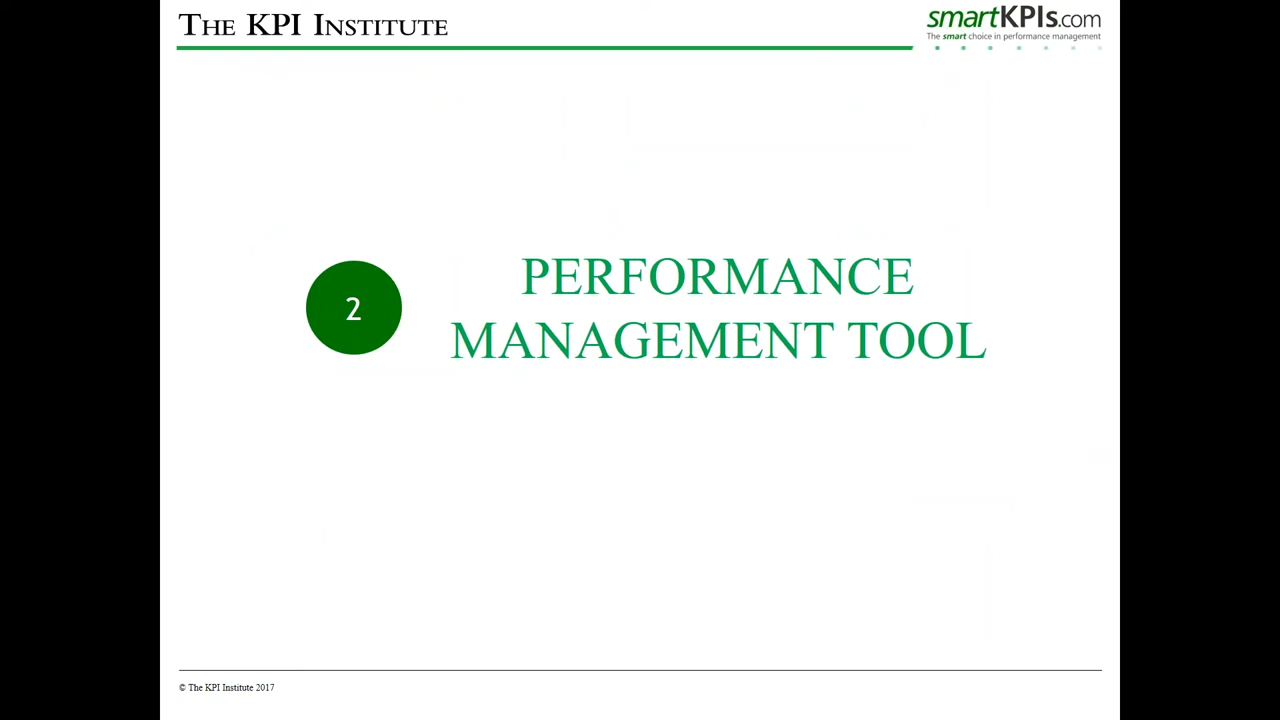 THE KPI INSTITUTE
smartKPIs.com
The smart choice in performance management
2
PERFORMANCE
MANAGEMENT TOOL
© The KPI Institute 2017